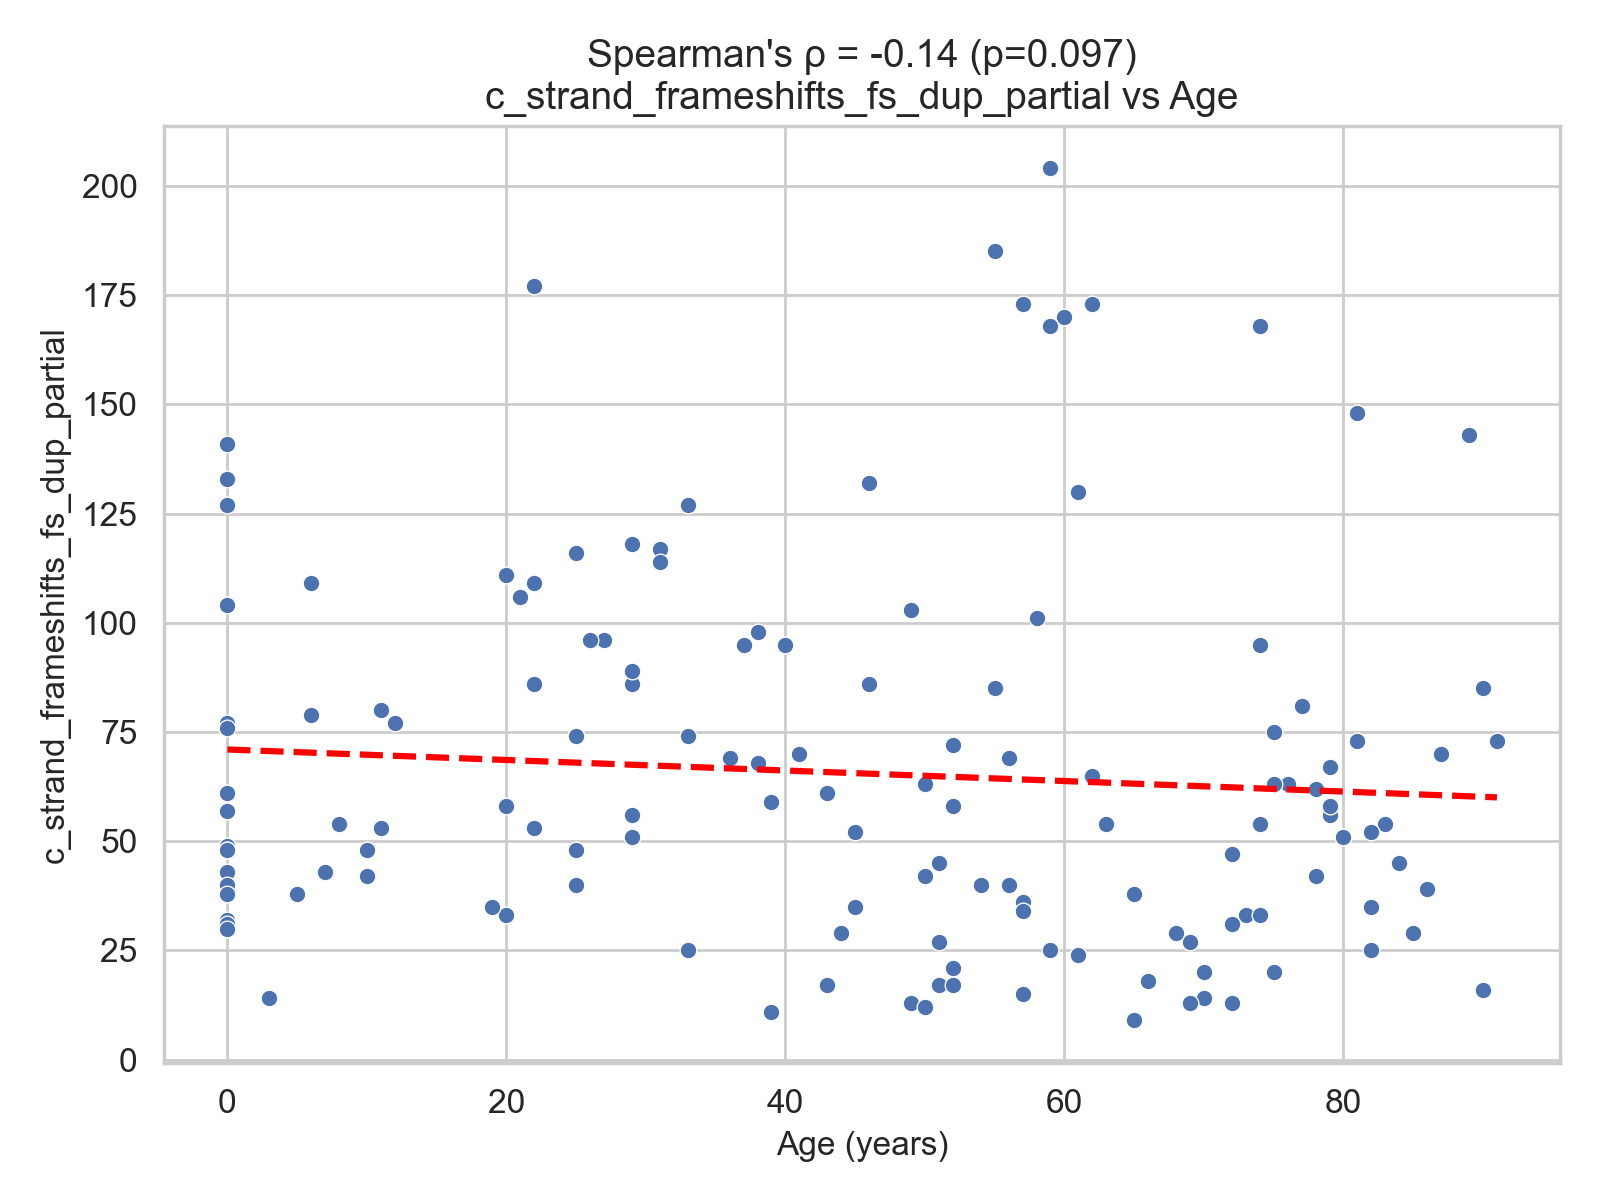 Spearman's ρ = -0.14 (p=0.097)
c_strand_frameshifts_fs_dup_partial vs Age
c_strand_frameshifts_fs_dup_partial
200
175
150
125
100
75
50
25
0
0 20 40 60 80
Age (years)